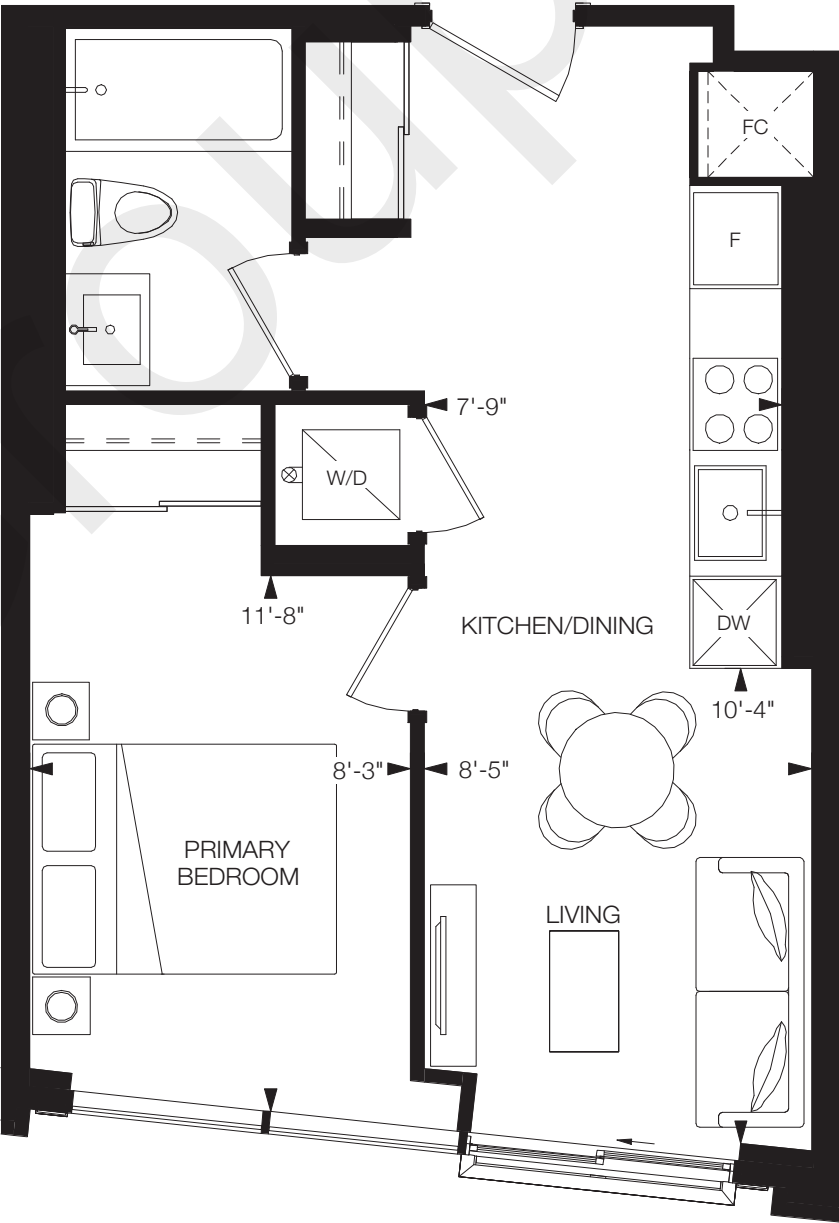 FC
F
7'-9"
W/D
11'-8"
KITCHEN/DINING
DW
10'-4"
8'-3"
8'-5"
PRIMARY
BEDROOM
LIVING